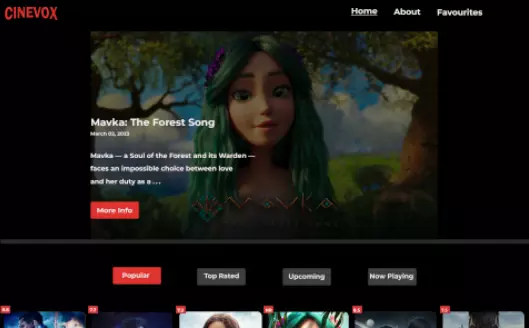 CINEVOX
Home About Favourites
Mavka: The Forest Song
March 02, 2023
Mavka — a Soul of the Forest and its Warden —
faces an impossible choice between love
and her duty as a . . .
More Info
Popular Top Rated Upcoming Now Playing